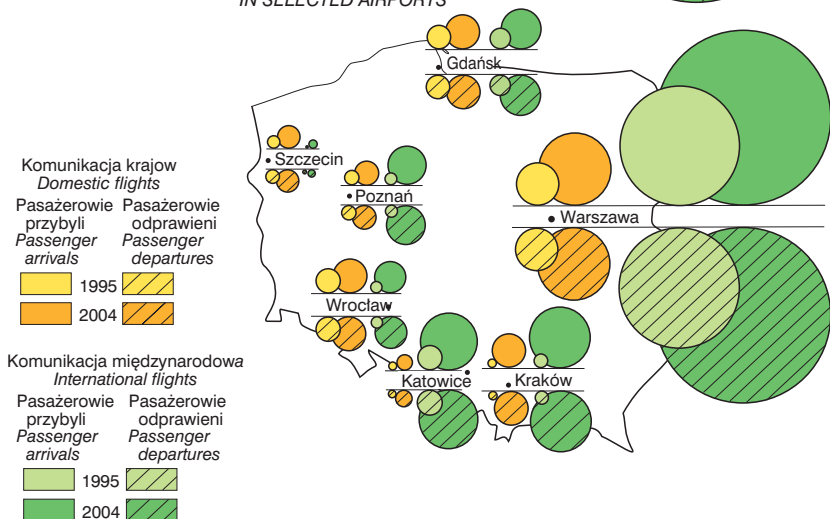 IN SELECTED AIRPORTS
Gdańsk
Szczecin
Poznań
Warszawa
Wrocław
Katowice
Kraków
Komunikacja krajow
Domestic flights
Pasażerowie Pasażerowie
przybyli odprawieni
Passenger Passenger
arrivals departures
1995
2004
Komunikacja międzynarodowa
International flights
Pasażerowie Pasażerowie
przybyli odprawieni
Passenger Passenger
arrivals departures
1995
2004